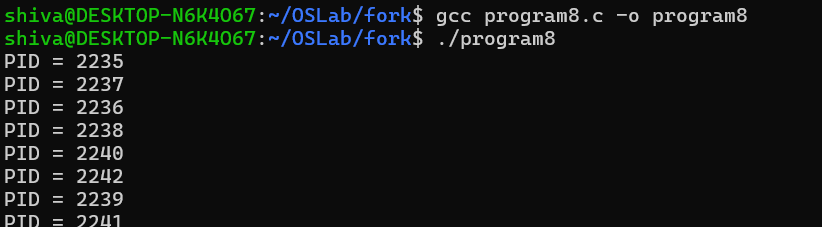 shiva@DESKTOP-N6K4O67:~/OSLab/fork$ gcc program8.c -o program8
shiva@DESKTOP-N6K4O67:~/OSLab/fork$ ./program8
PID = 2235
PID = 2237
PID = 2236
PID = 2238
PID = 2240
PID = 2242
PID = 2239
PID = 2241